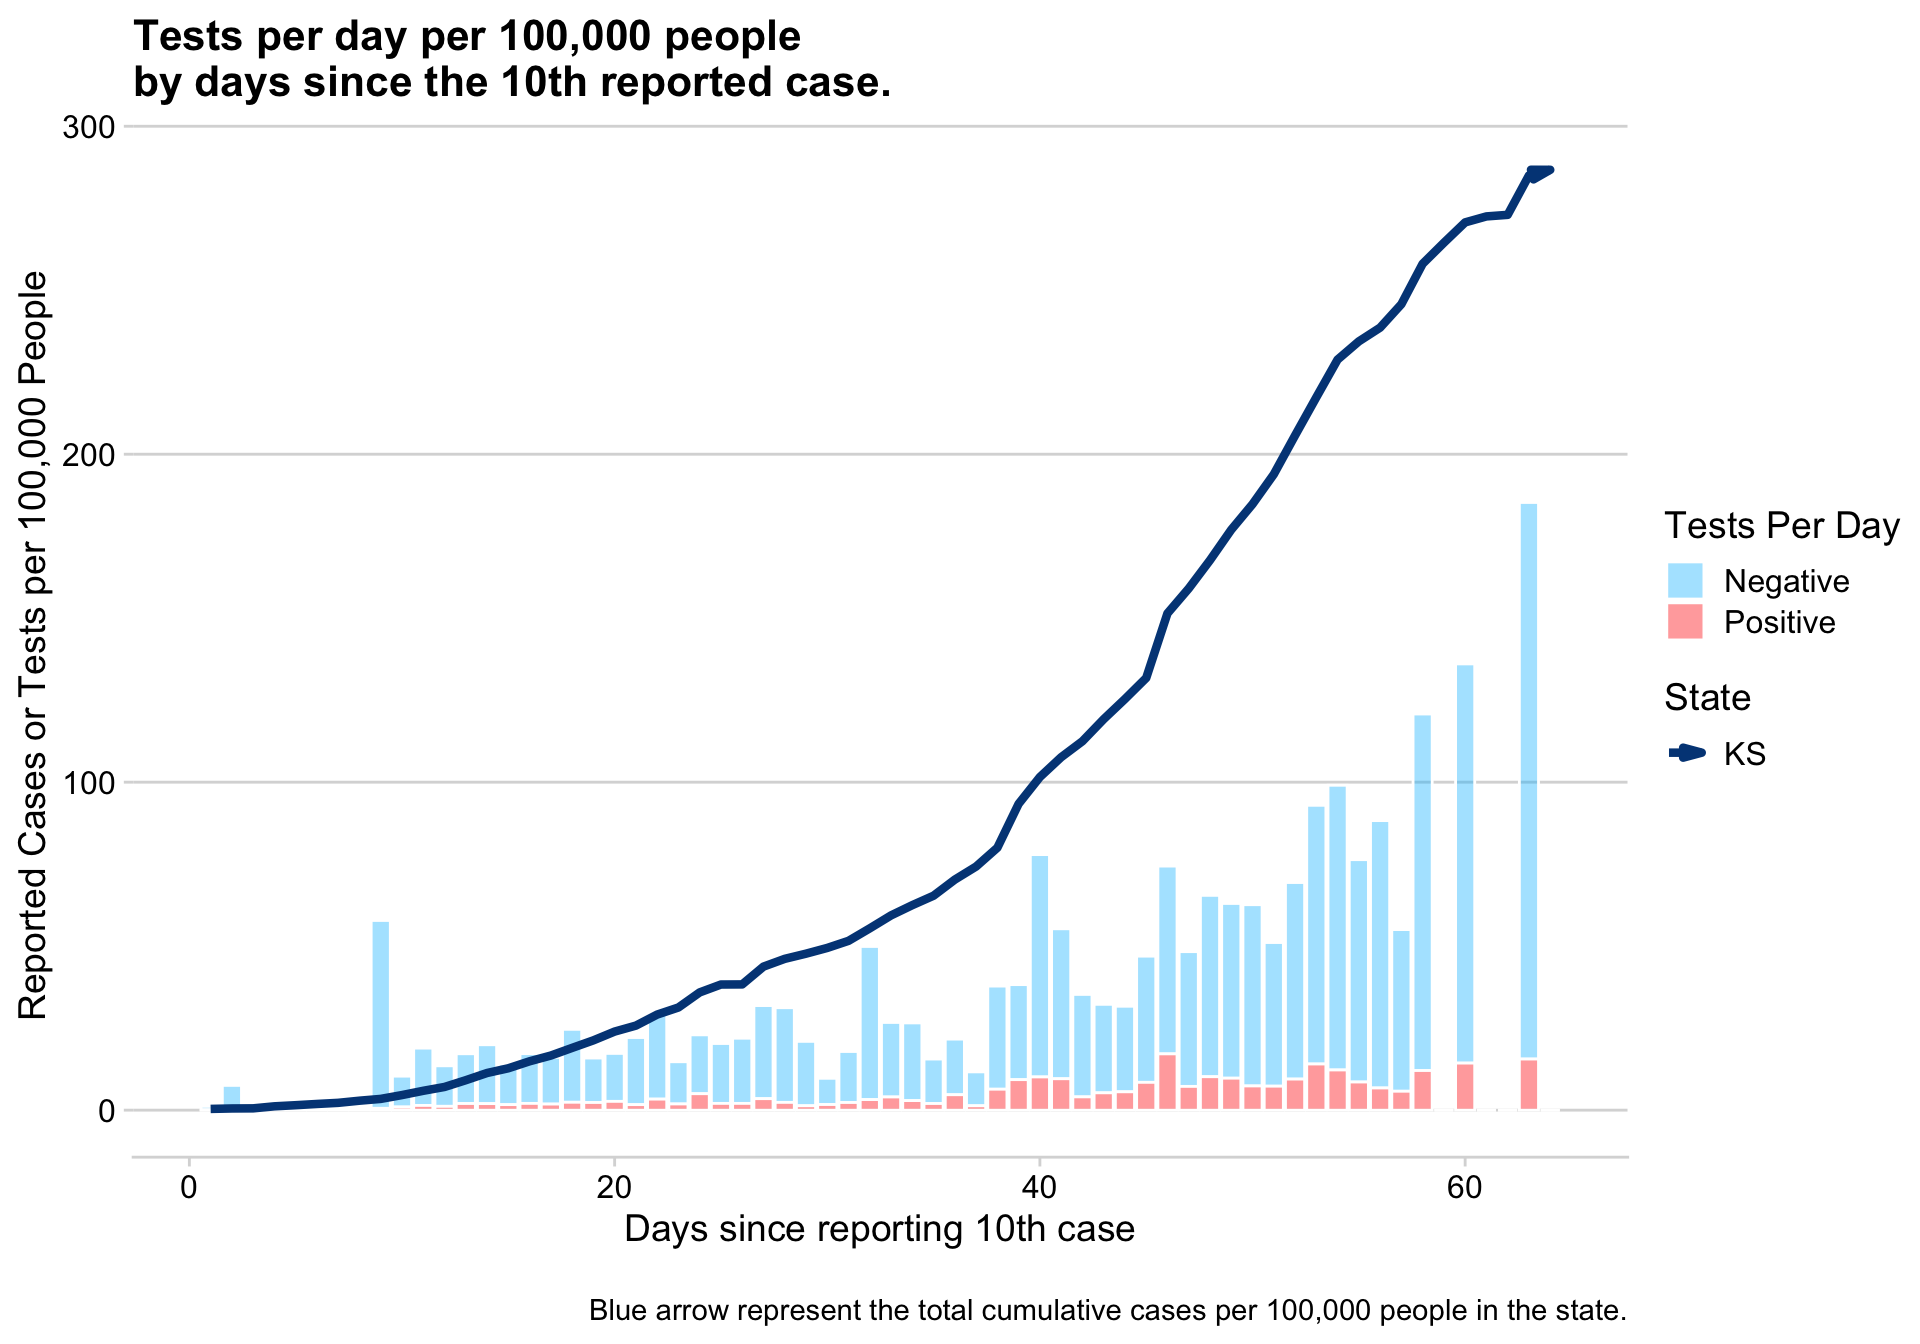 Tests per day per 100,000 people
by days since the 10th reported case.
Reported Cases or Tests per 100,000 People
300
200
100
0
0
20
40
60
Days since reporting 10th case
Tests Per Day
Negative
Positive
State
KS
Blue arrow represent the total cumulative cases per 100,000 people in the state.